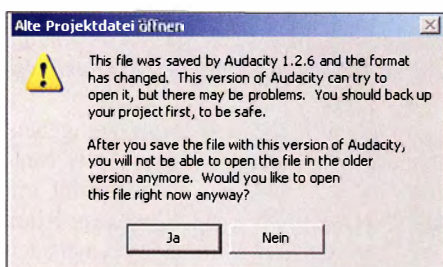 Alte Projektdatei öffnen
This file was saved by Audacity 1.2.6 and the format
has changed. This version of Audacity can try to
open it, but there may be problems. You should back up
your project first, to be safe.
After you save the file with this version of Audacity,
you will not be able to open the file in the older
version anymore. Would you like to open
this file right now anyway?
Ja
Nein